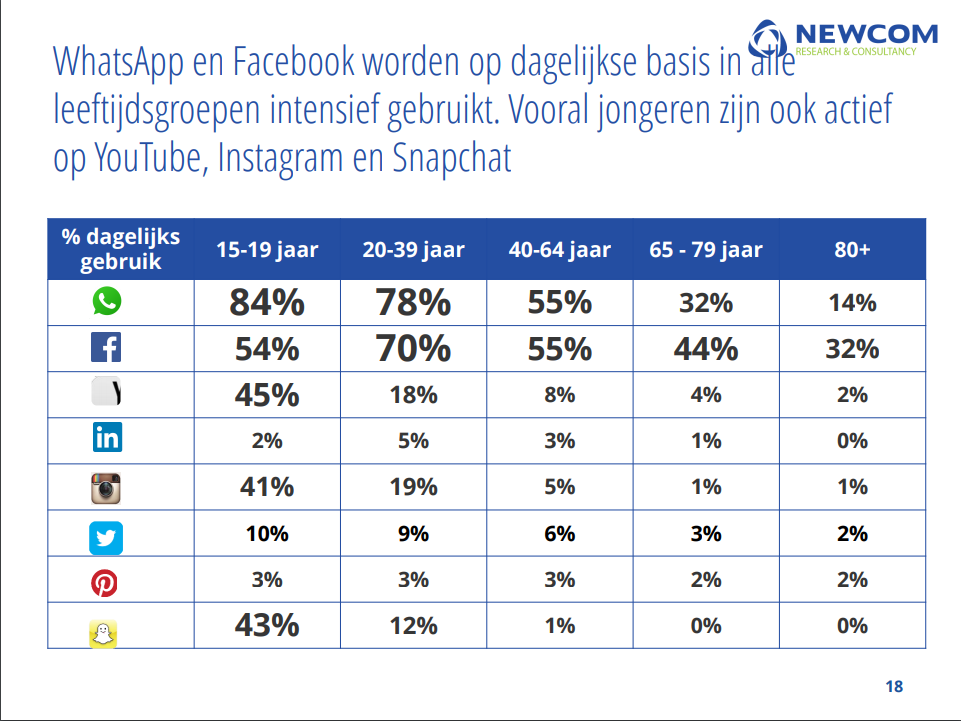 NEWCOM
RESEARCH & CONSULTANCY
WhatsApp en Facebook worden op dagelijkse basis in alle
leeftijdsgroepen intensief gebruikt. Vooral jongeren zijn ook actief
op YouTube, Instagram en Snapchat
% dagelijks
gebruik
15-19 jaar 20-39 jaar 40-64 jaar 65 - 79 jaar 80+
84% 78% 55% 32% 14%
54% 70% 55% 44% 32%
45% 18% 8% 4% 2%
in 2% 5% 3% 1% 0%
41% 19% 5% 1% 1%
10% 9% 6% 3% 2%
3% 3% 3% 2% 2%
43% 12% 1% 0% 0%
18